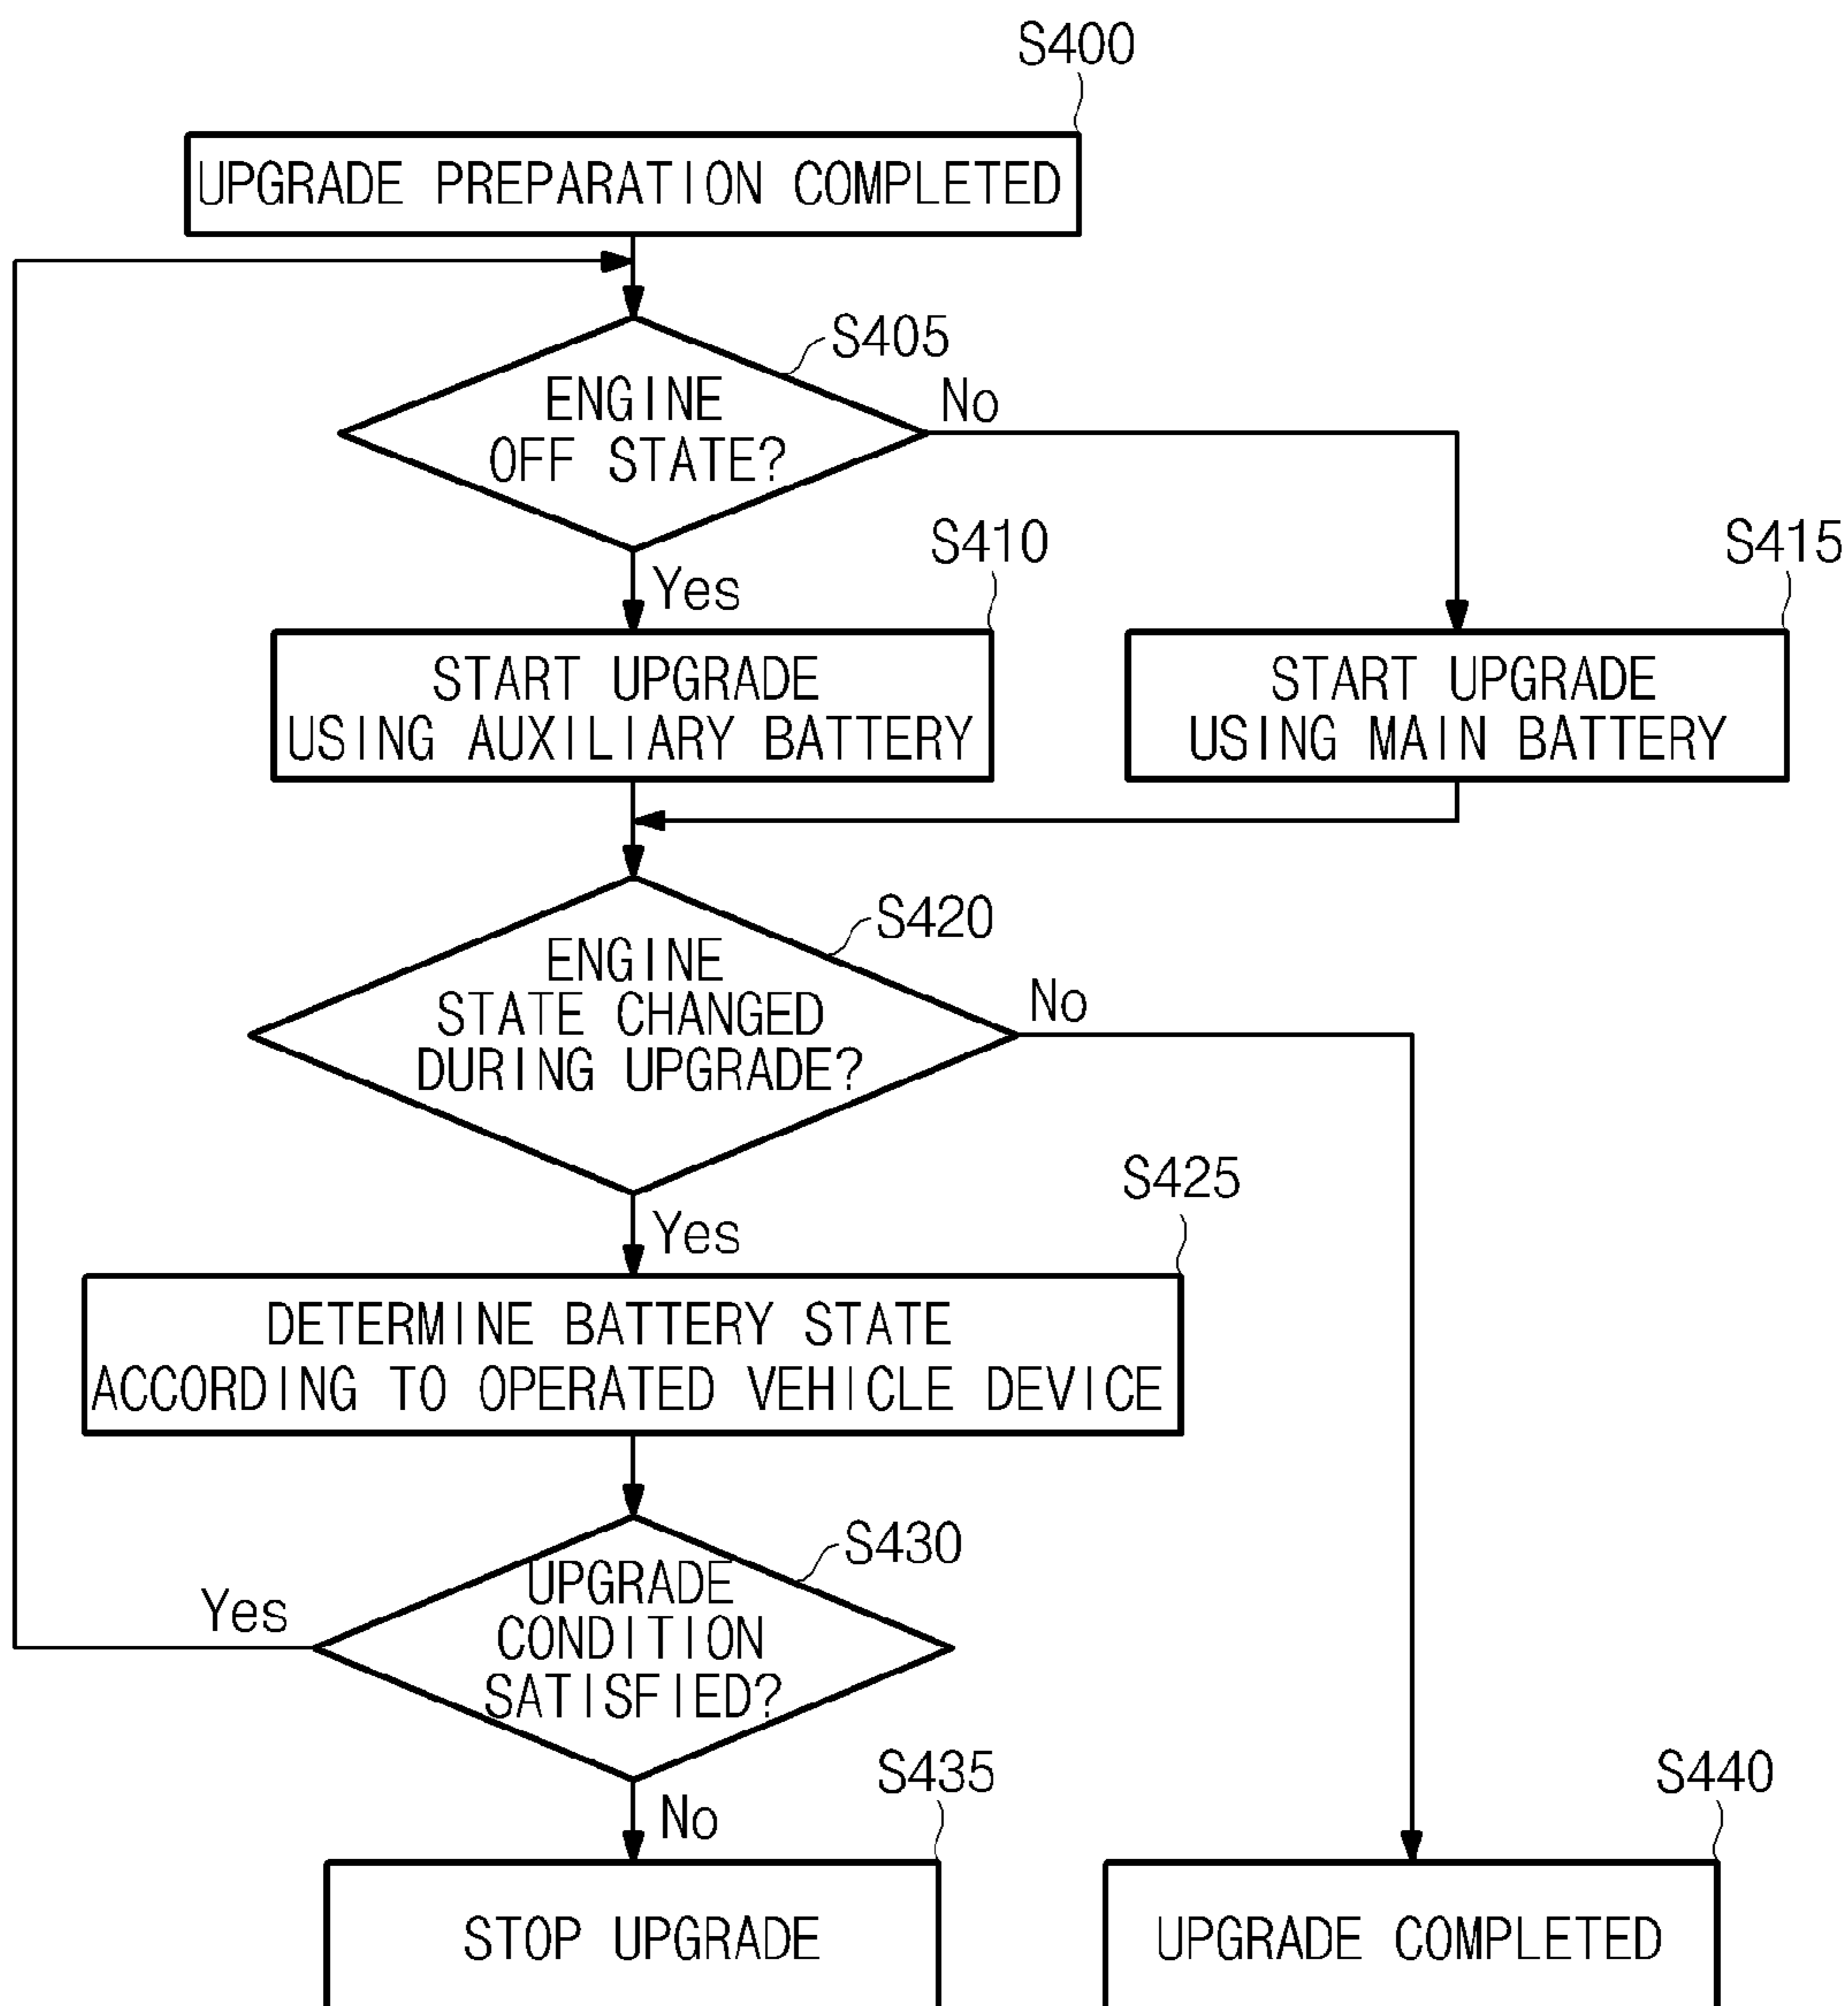 S400
UPGRADE PREPARATION COMPLETED
S405
ENGINE
OFF STATE?
No
Yes
S410
START UPGRADE
USING AUXILIARY BATTERY
S415
START UPGRADE
USING MAIN BATTERY
S420
ENGINE
STATE CHANGED
DURING UPGRADE?
No
Yes
S425
DETERMINE BATTERY STATE
ACCORDING TO OPERATED VEHICLE DEVICE
S430
UPGRADE
CONDITION
SATISFIED?
Yes
No
S435
STOP UPGRADE
S440
UPGRADE COMPLETED